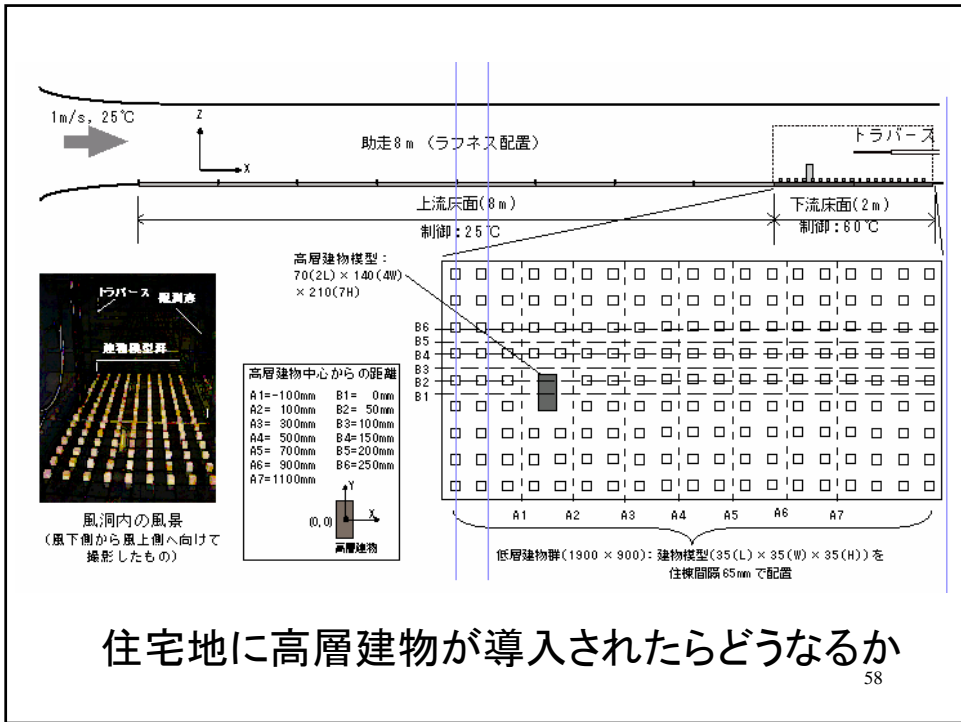 1m/s, 25℃
Z
X
助走8m (ラフネス配置)
トラバース
上流床面(8m)
制御:25℃
下流床面(2m)
制御:60℃
高層建物模型:
70(2L)×140(4W)
×210(7H)
トラバース
風洞床
建物模型群
風洞内の風景
(風下側から風上側へ向けて
撮影したもの)
高層建物中心からの距離
A1=-100mm B1= 0mm
A2= 100mm B2= 50mm
A3= 300mm B3=100mm
A4= 500mm B4=150mm
A5= 700mm B5=200mm
A6= 900mm B6=250mm
A7=1100mm
Y
(0,0)
X
高層建物
B6
B5
B4
B3
B2
B1
A1 A2 A3 A4 A5 A6 A7
低層建物群(1900×900):建物模型(35(L)×35(W)×35(H))を
住棟間隔65mmで配置
住宅地に高層建物が導入されたらどうなるか
58